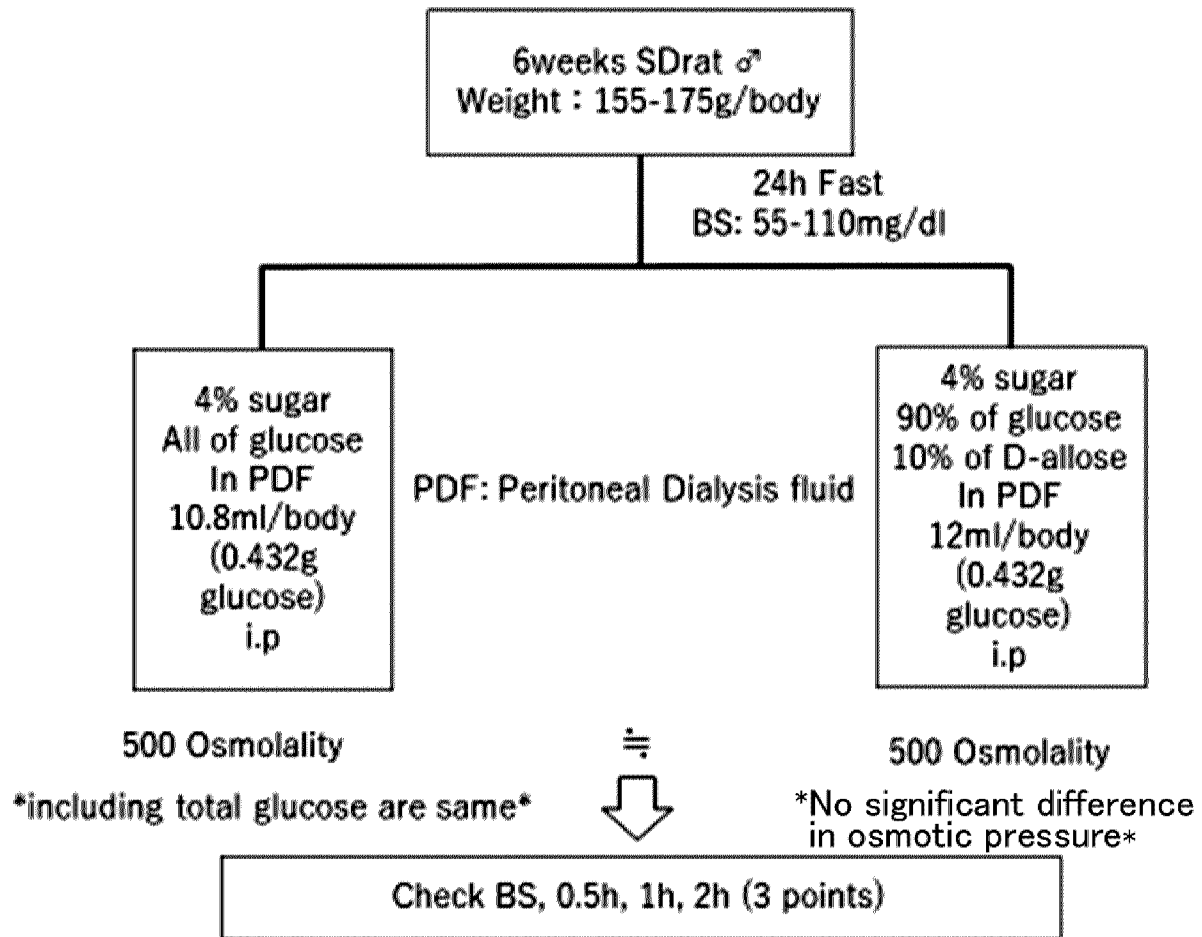 6weeks SDrat ♂
Weight：155-175g/body
24h Fast
BS: 55-110mg/dl
4% sugar
All of glucose
In PDF
10.8ml/body
(0.432g
glucose)
i.p
PDF: Peritoneal Dialysis fluid
4% sugar
90% of glucose
10% of D-allose
In PDF
12ml/body
(0.432g
glucose)
i.p
500 Osmolality
≒
500 Osmolality
*including total glucose are same*
*No significant difference
in osmotic pressure*
Check BS, 0.5h, 1h, 2h (3 points)